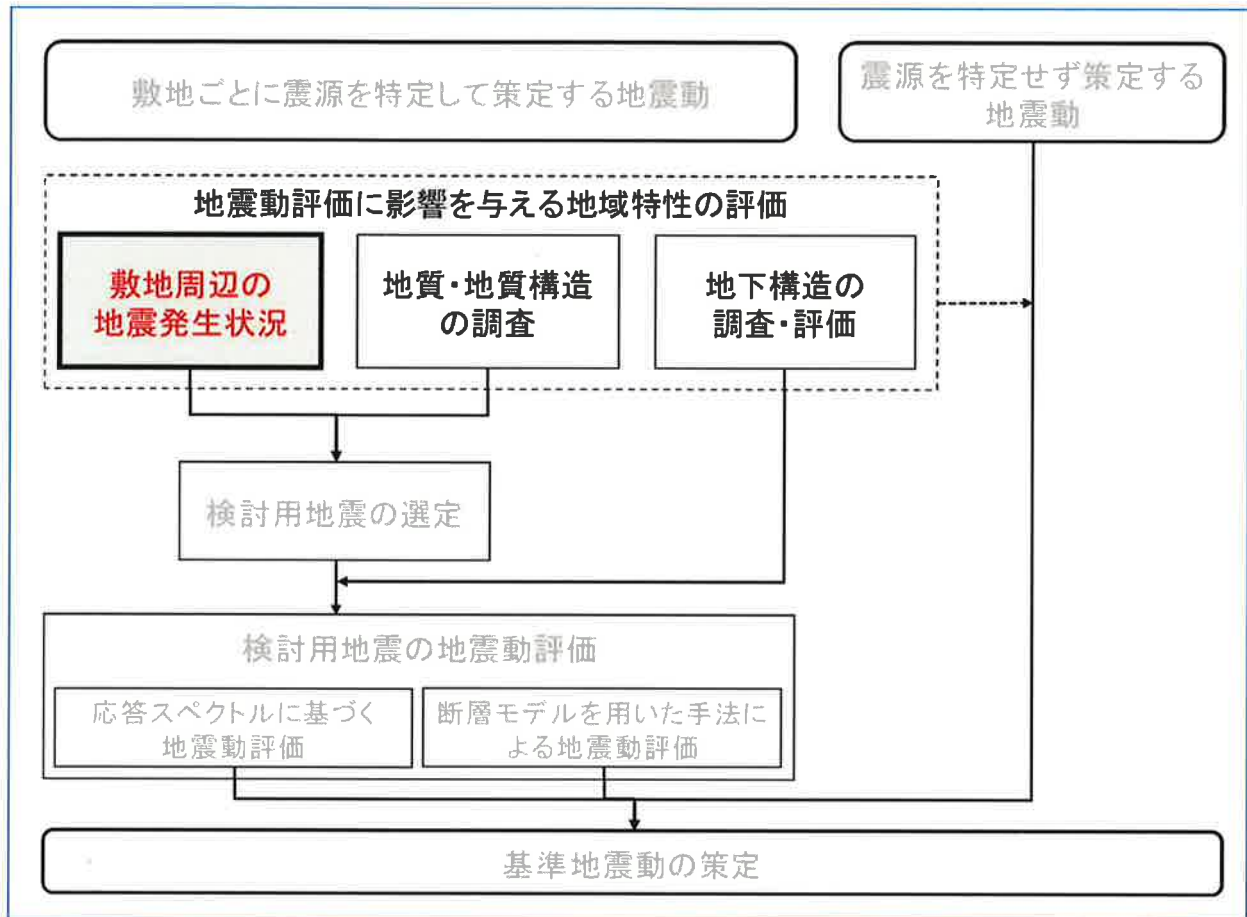 敷地ごとに震源を特定して策定する地震動
震源を特定せず策定する
地震動
地震動評価に影響を与える地域特性の評価
敷地周辺の
地震発生状況
地質・地質構造
の調査
地下構造の
調査・評価
検討用地震の選定
検討用地震の地震動評価
応答スペクトルに基づく
地震動評価
断層モデルを用いた手法に
よる地震動評価
基準地震動の策定